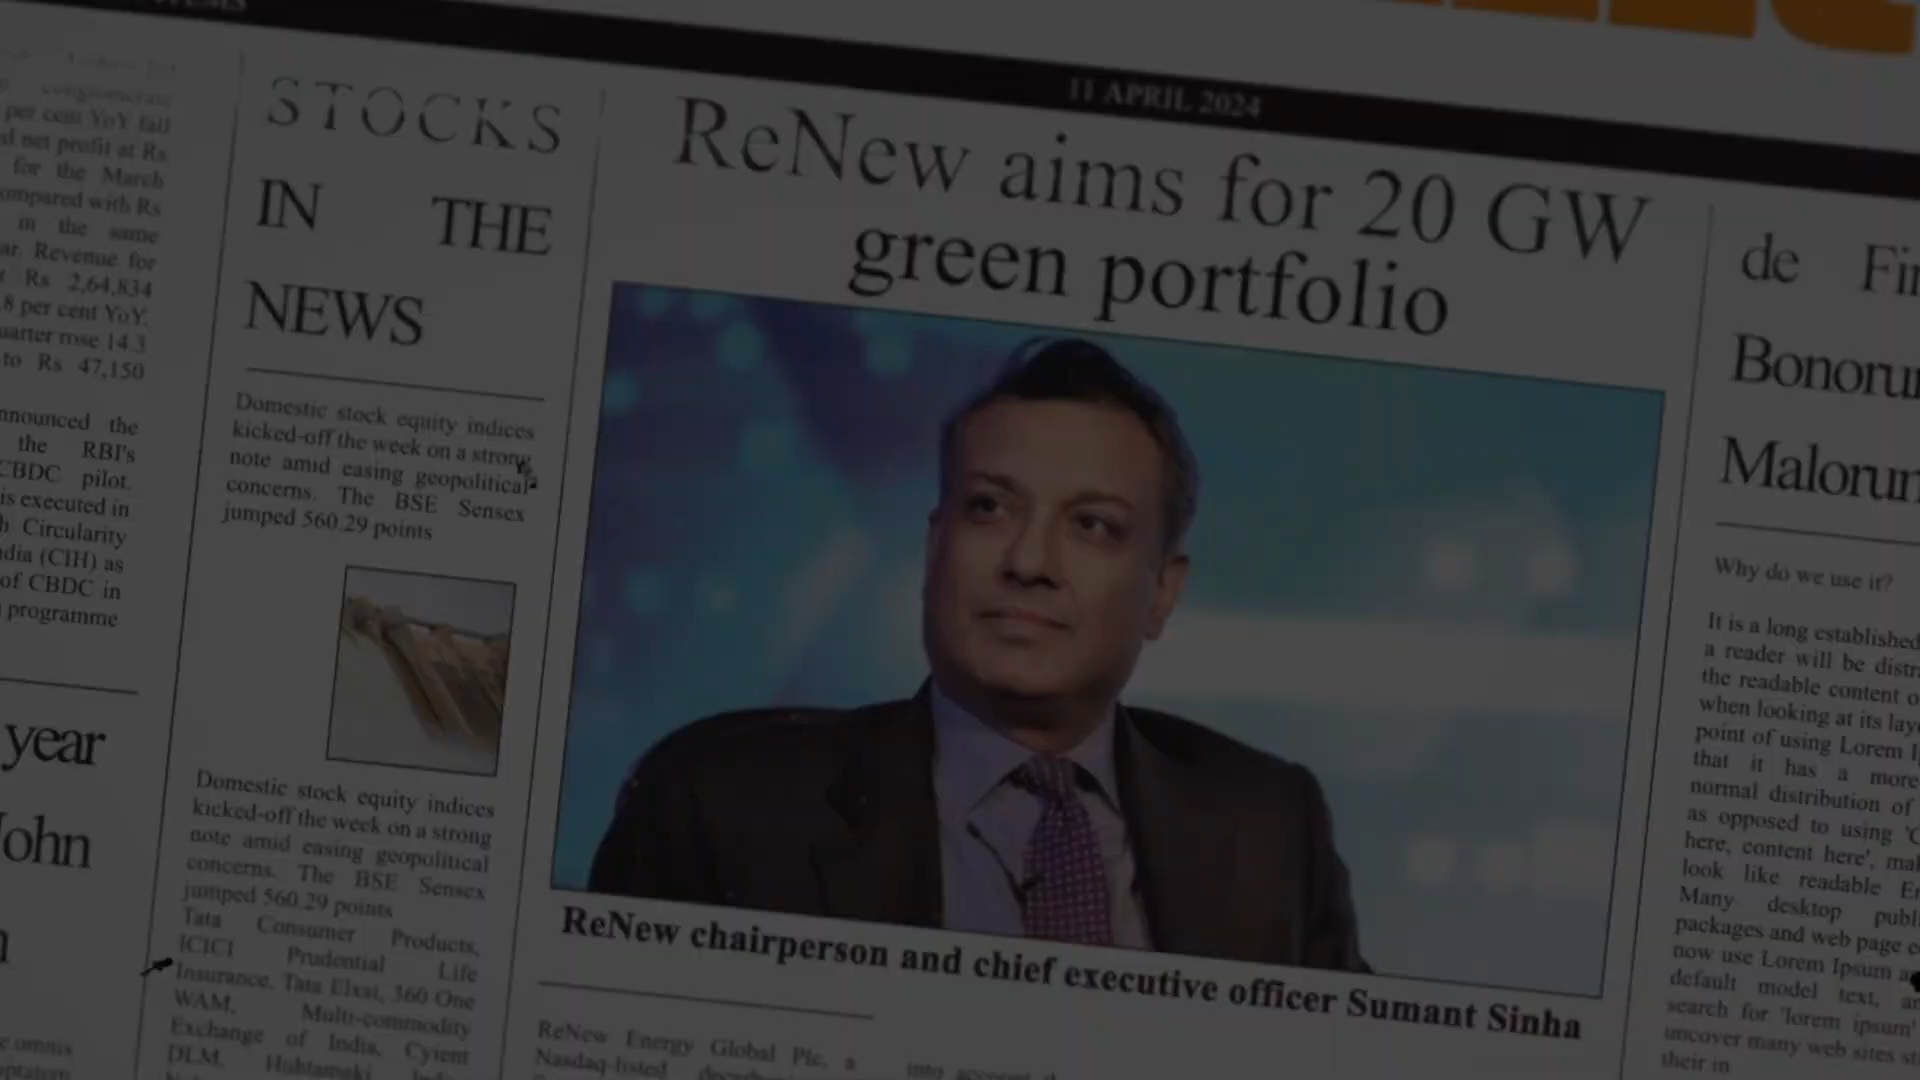 11 APRIL 2024
per cent YoY fall
net profit at Rs
for the March
compared with Rs
in the same
Revenue for
Rs 2,64,834
.8 per cent YoY.
quarter rose 14.3
to Rs 47,150
announced the
the RBI's
CBDC pilot.
is executed in
Circularity
(CIH) as
of CBDC in
programme
year
John
STOCKS
IN THE
NEWS
Domestic stock equity indices
kicked-off the week on a strong
note amid easing geopolitical
concerns. The BSE Sensex
jumped 560.29 points
Domestic stock equity indices
kicked-off the week on a strong
note amid easing geopolitical
concerns. The BSE Sensex
jumped 560.29 points
Tata Consumer Products,
ICICI Prudential Life
Insurance, Tata Elxsi, 360 One
WAM, Multi-commodity
Exchange of India, Cyient
DLM, Huhtamaki
ReNew aims for 20 GW
green portfolio
ReNew chairperson and chief executive officer Sumant Sinha
ReNew Energy Global Plc, a
Nasdaq-listed
into account
de Fin
Bonorum
Malorum
Why do we use it?
It is a long established
a reader will be
the readable content
when looking at its
point of using Lorem
that it has a more
normal distribution of
as opposed to using
here, content here',
look like readable
Many desktop
packages and web page
now use Lorem Ipsum
default model text,
search for 'lorem ipsum'
uncover many web sites
their in